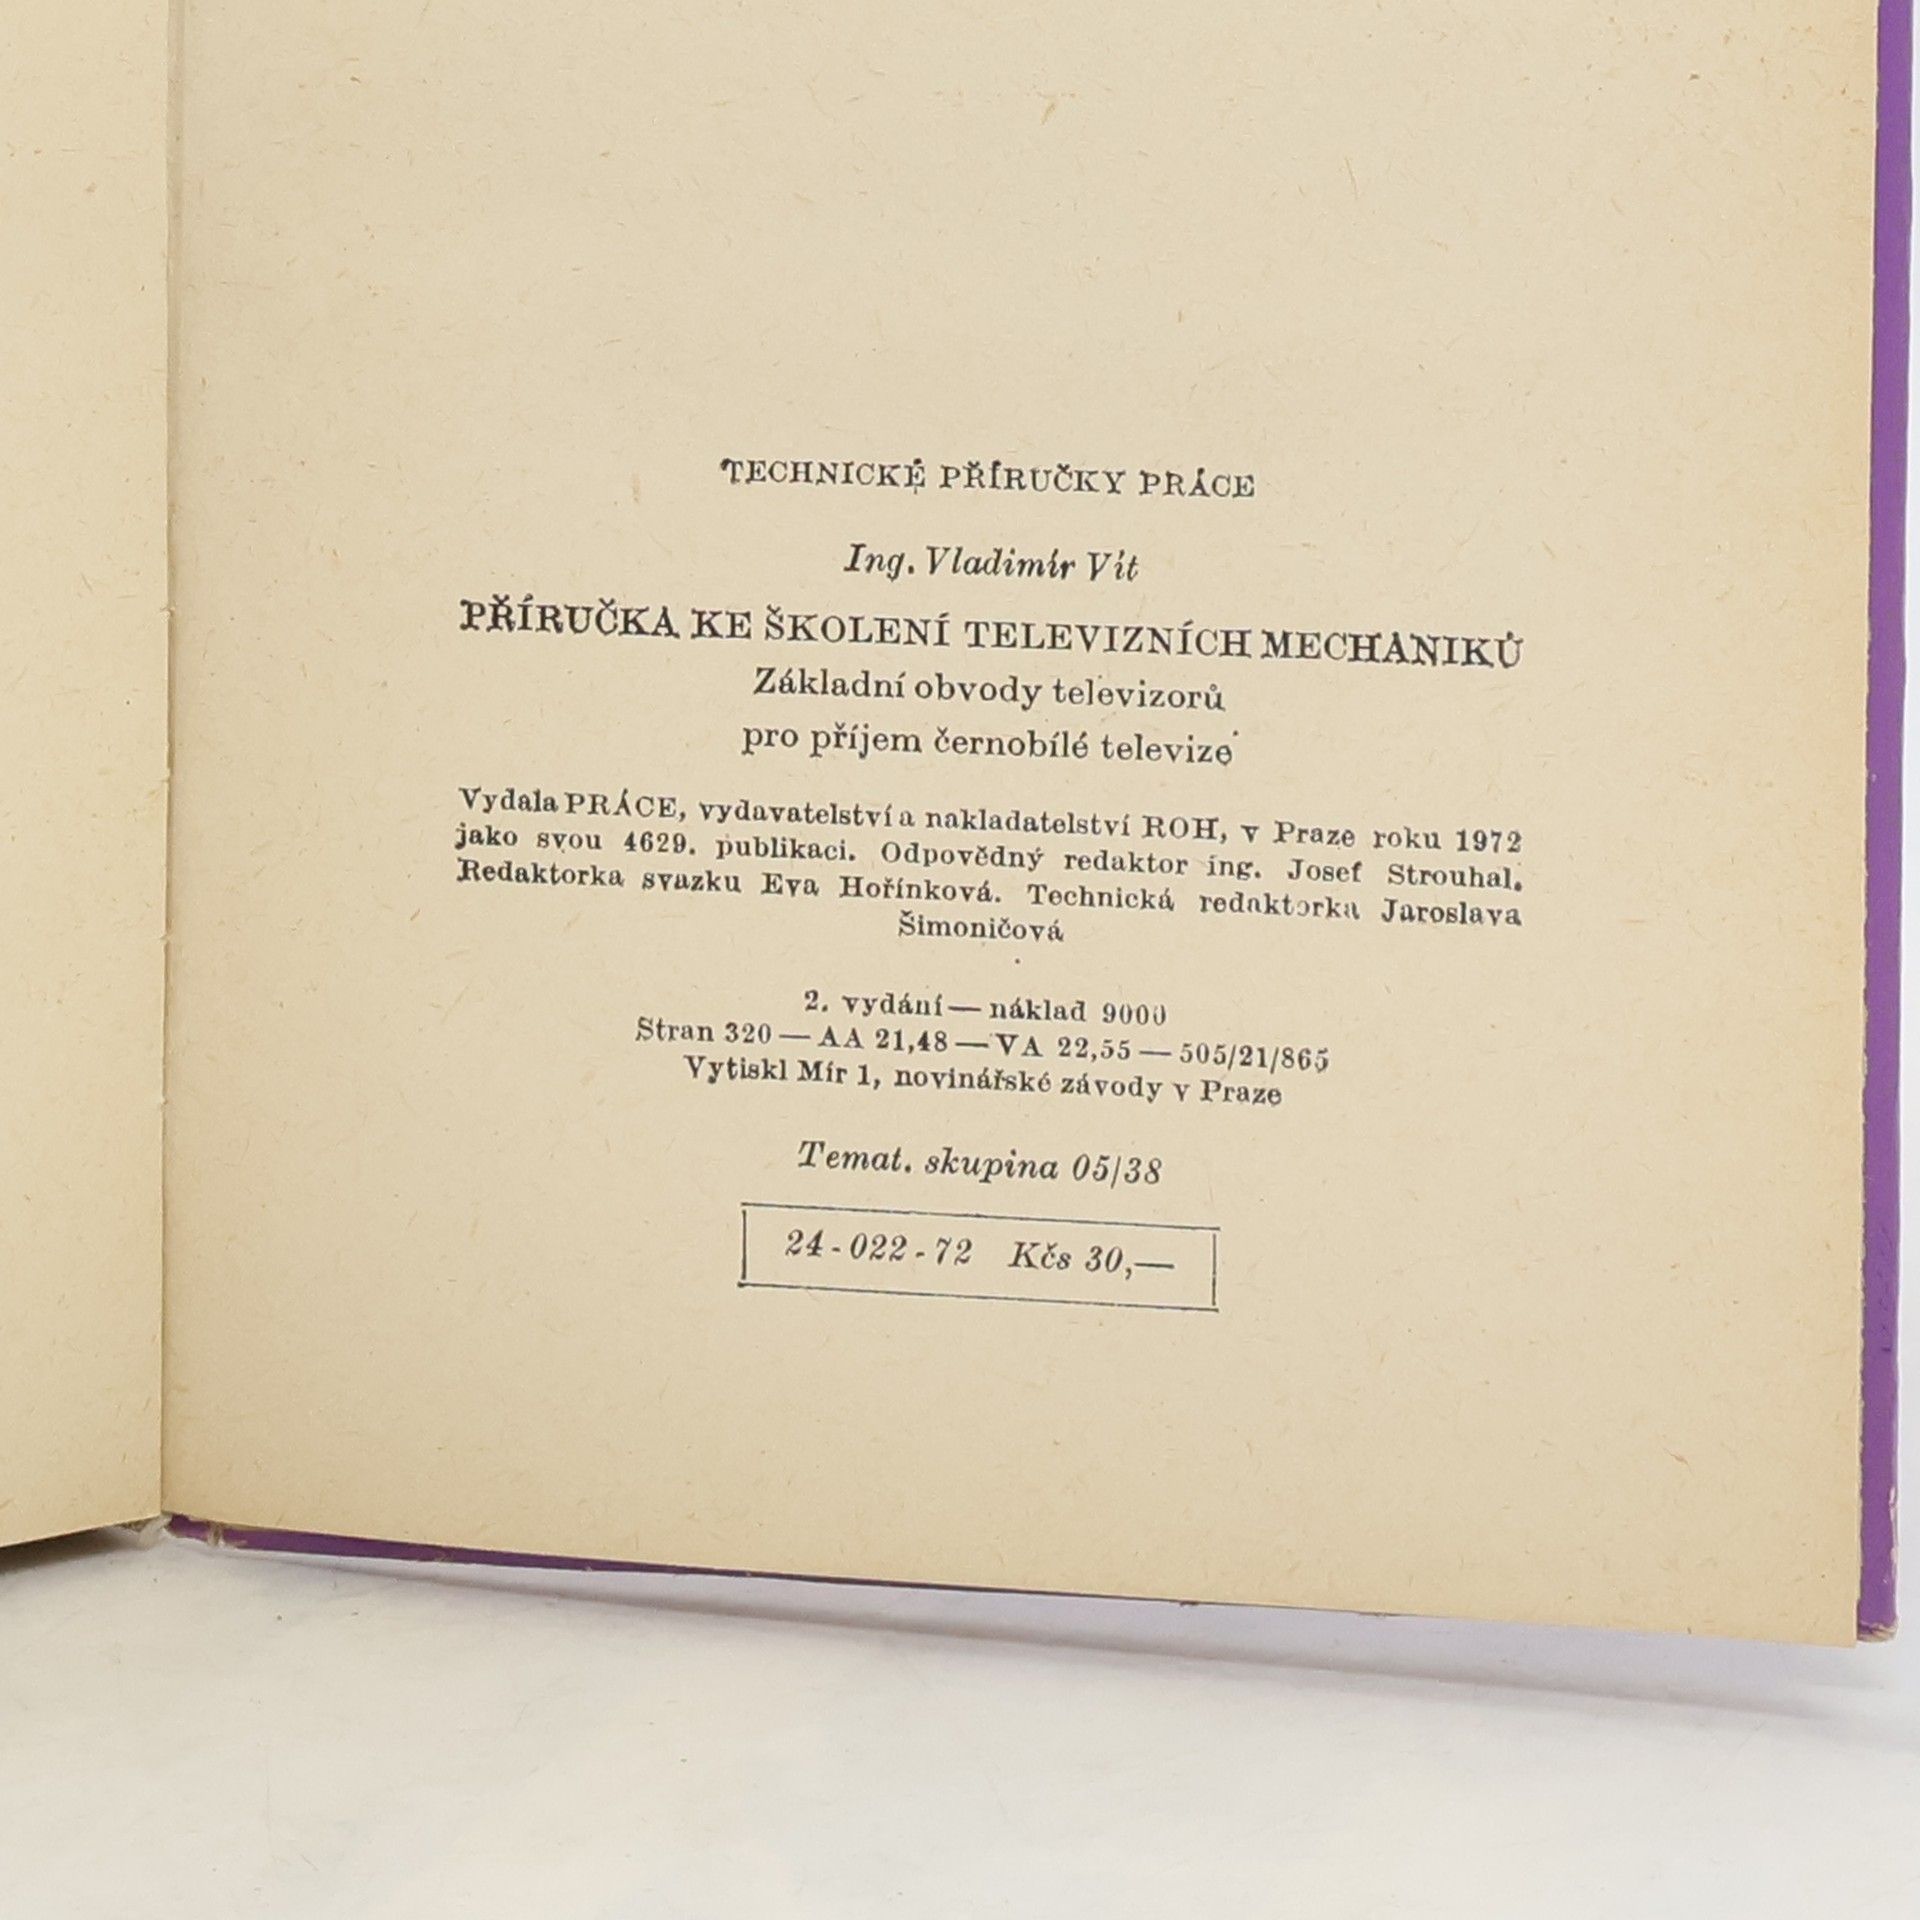 TECHNICKÉ PŘÍRUČKY PRÁCE
Ing. Vladimír Vít
PŘÍRUČKA KE ŠKOLENÍ TELEVIZNÍCH MECHANIKŮ
Základní obvody televizorů
pro příjem černobílé televize
Vydala PRÁCE, vydavatelství a nakladatelství ROH, v Praze roku 1972
jako svou 4629. publikaci. Odpovědný redaktor ing. Josef Strouhal.
Redaktorka svazku Eva Hořínková. Technická redaktorka Jaroslava
Šimoničová
2. vydání — náklad 9000
Stran 320 — AA 21,48 — VA 22,55 — 505/21/865
Vytiskl Mír 1, novinářské závody v Praze
Temat. skupina 05/38
24-022-72 Kčs 30,—